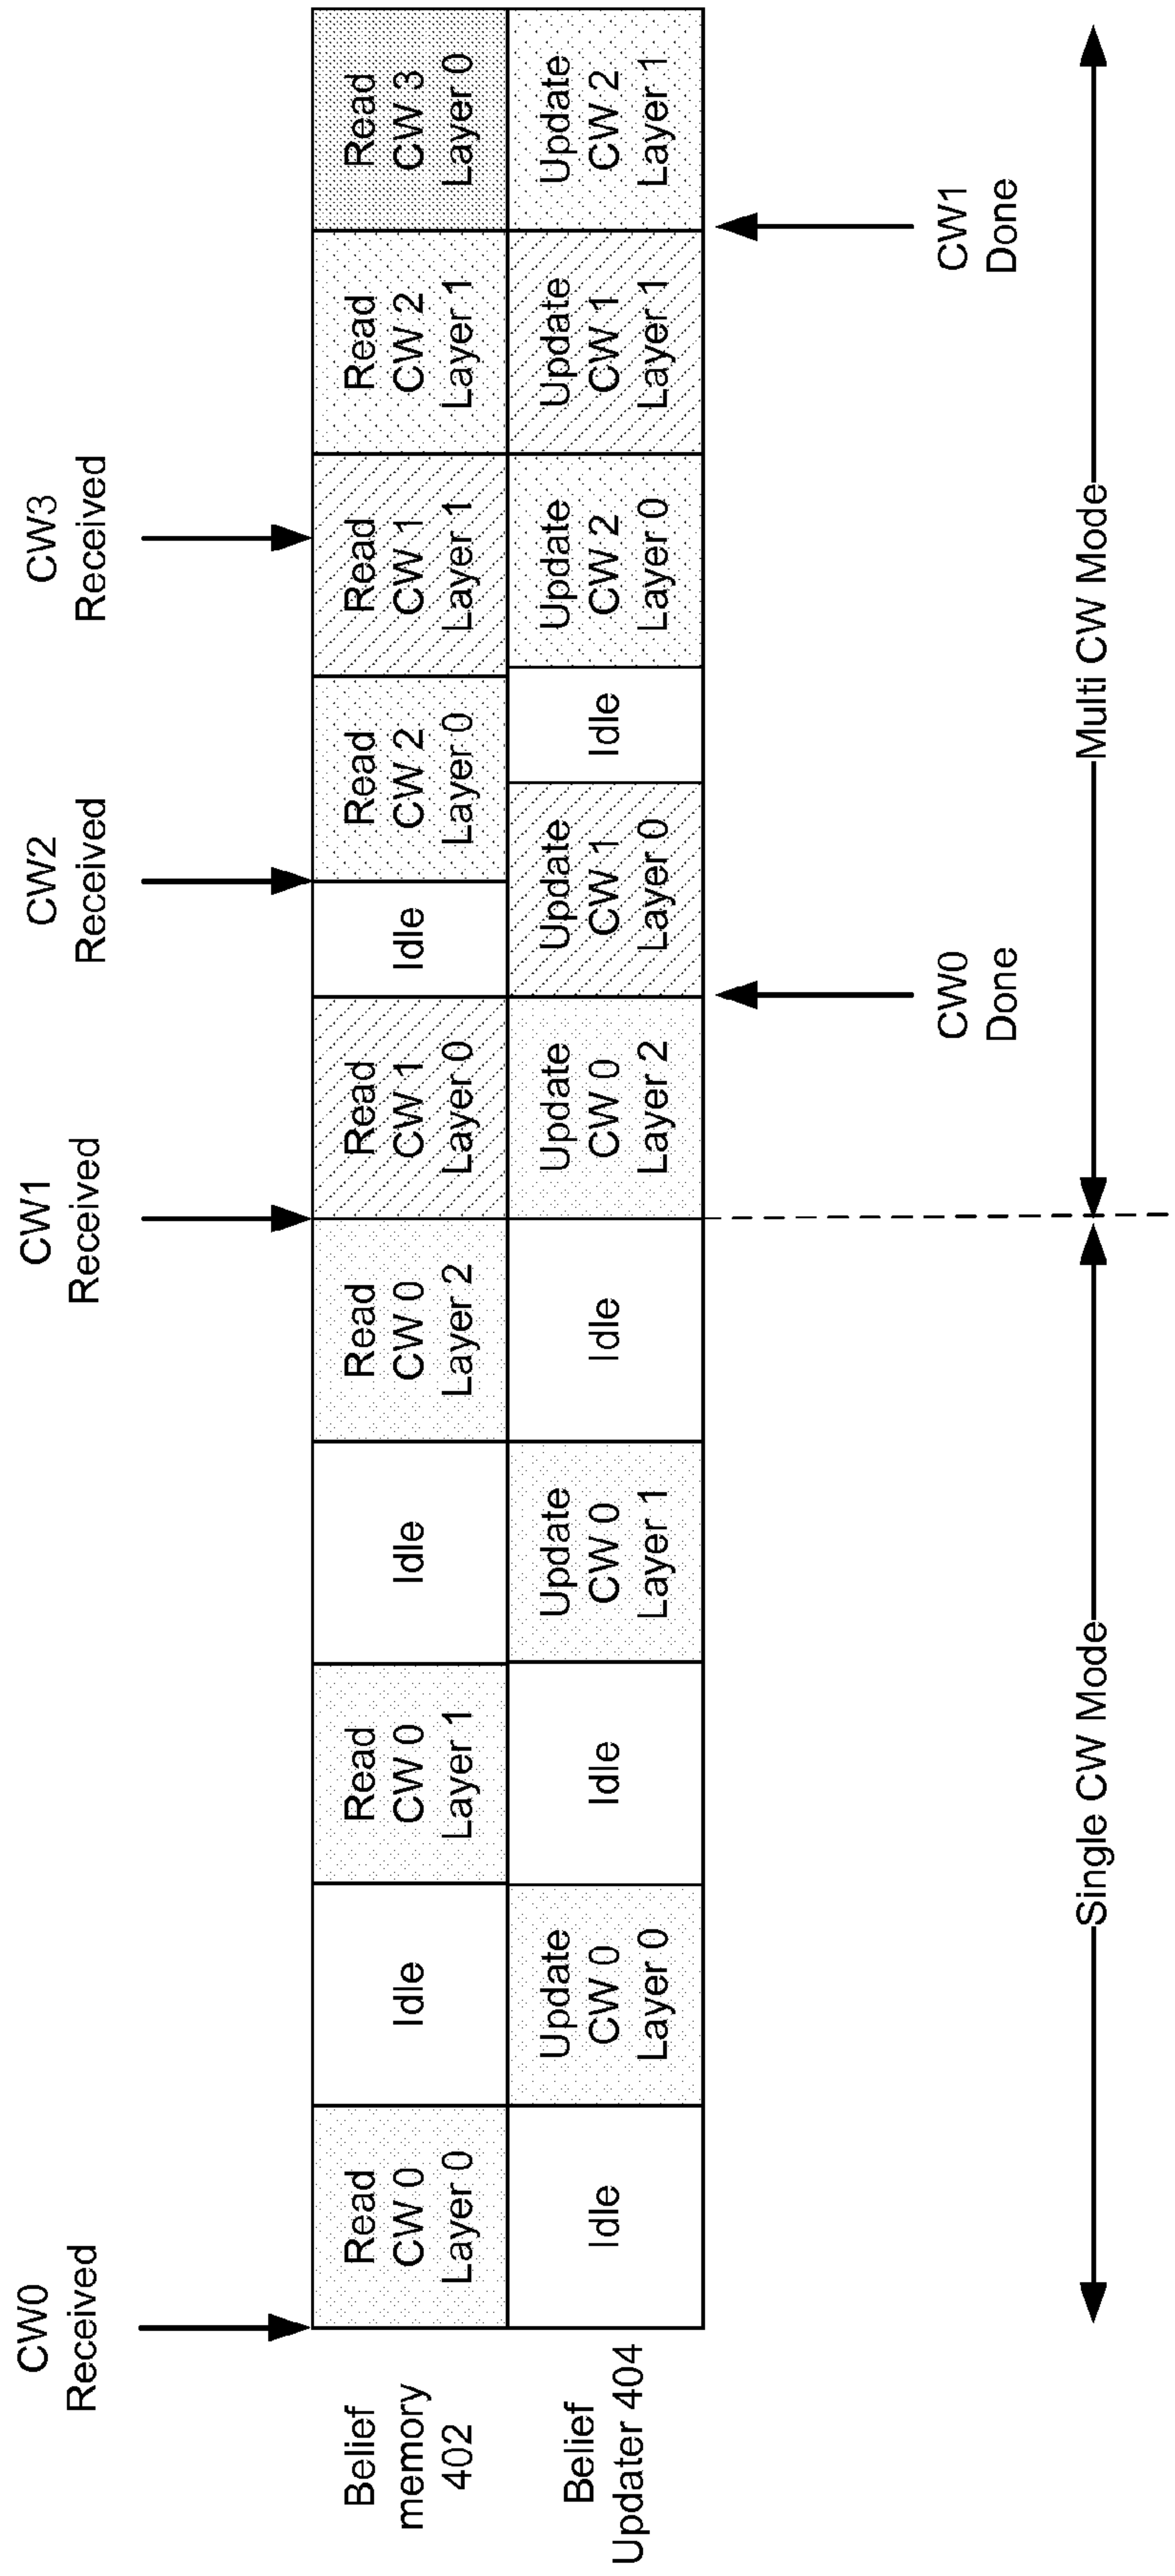 CW0
Received
CW1
Received
CW2
Received
CW3
Received
Belief
memory
402
Read
CW 0
Layer 0
Idle
Read
CW 0
Layer 1
Idle
Read
CW 0
Layer 2
Read
CW 1
Layer 0
Idle
Read
CW 2
Layer 0
Read
CW 1
Layer 1
Read
CW 2
Layer 1
Read
CW 3
Layer 0
Belief
Updater 404
Idle
Update
CW 0
Layer 0
Idle
Update
CW 0
Layer 1
Idle
Update
CW 0
Layer 2
Update
CW 1
Layer 0
Idle
Update
CW 2
Layer 0
Update
CW 1
Layer 1
Update
CW 2
Layer 1
CW0
Done
CW1
Done
Single CW Mode
Multi CW Mode